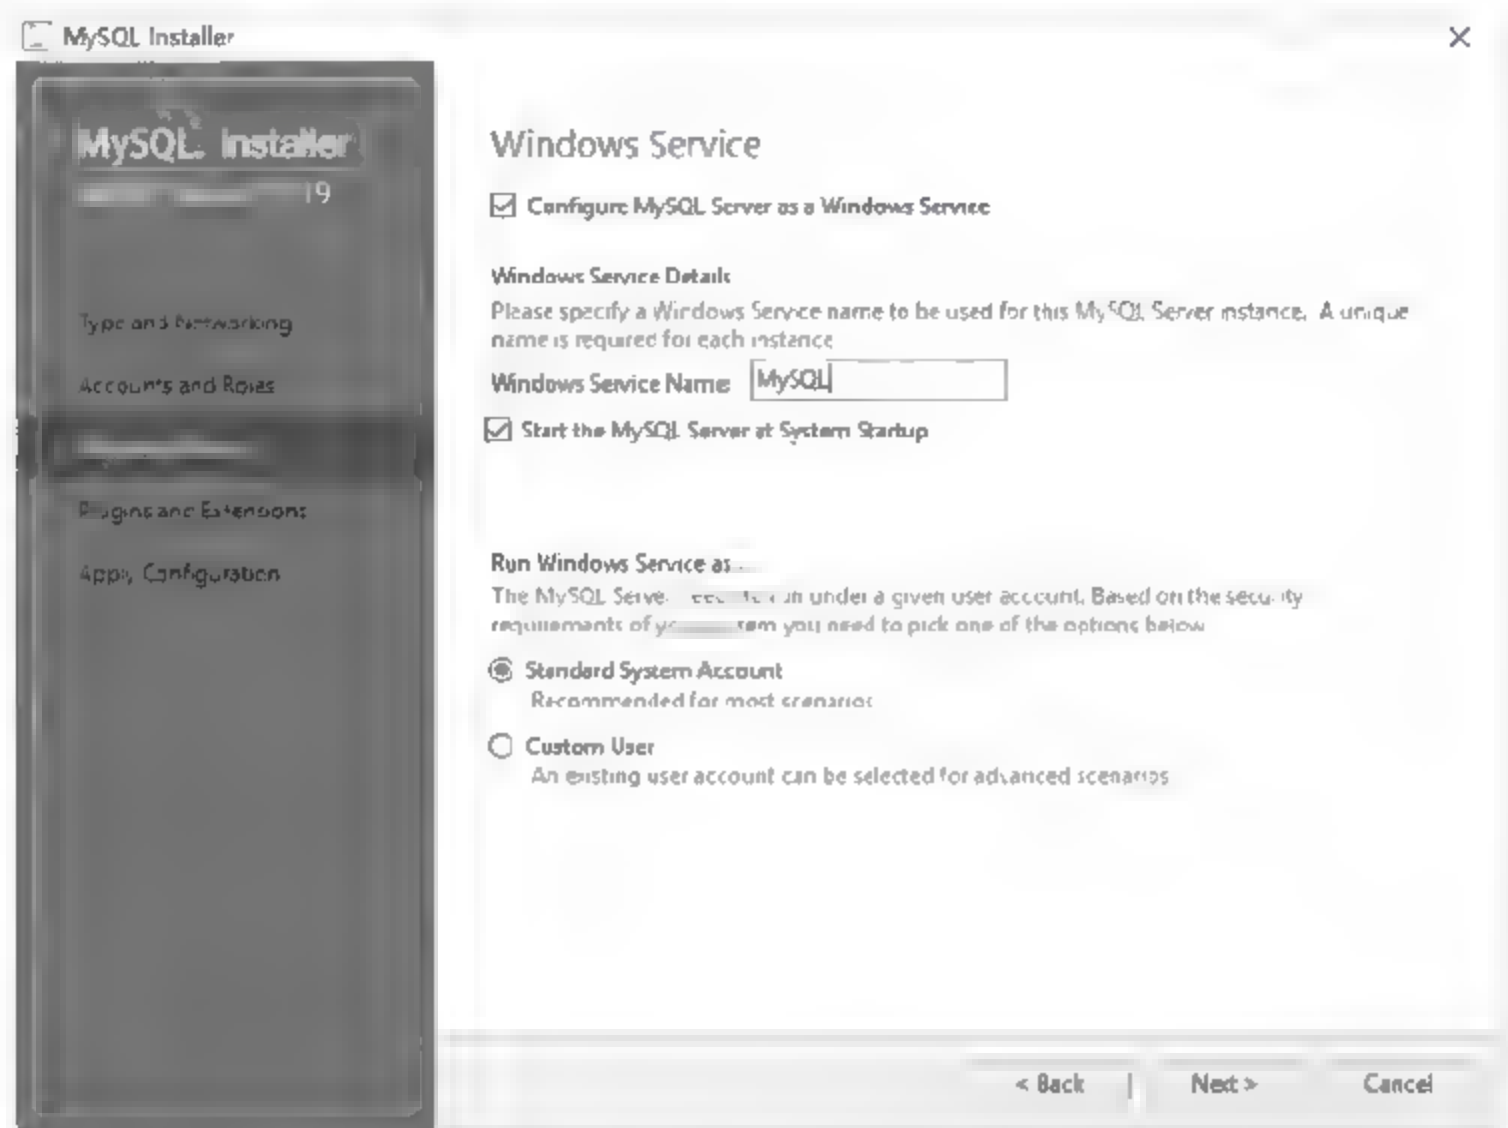 MySQL Installer
MySQL. Installer
19
Type and Networking
Accounts and Roles
Plugins and Extensions
Apply Configuration
Windows Service
Configure MySQL Server as a Windows Service
Windows Service Details
Please specify a Windows Service name to be used for this MySQL Server instance. A unique
name is required for each instance
Windows Service Name:
MySQL
Start the MySQL Server at System Startup
Run Windows Service as
The MySQL under a given user account. Based on the security
requirements of you need to pick one of the options below
Standard System Account
Recommended for most scenarios
Custom User
An existing user account can be selected for advanced scenarios
< Back
Next >
Cancel